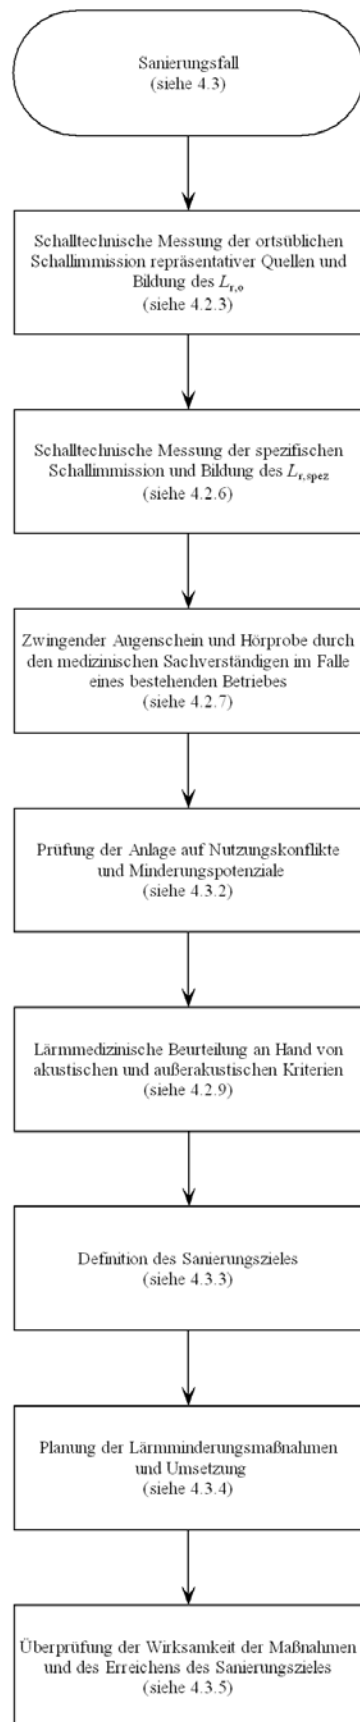 Sanierungsfall
(siehe 4.3)
Schalltechnische Messung der ortsüblichen
Schallimmission repräsentativer Quellen und
Bildung des L_r,o
(siehe 4.2.3)
Schalltechnische Messung der spezifischen
Schallimmission und Bildung des L_r,spez
(siehe 4.2.6)
Zwingender Augenschein und Hörprobe durch
den medizinischen Sachverständigen im Falle
eines bestehenden Betriebes
(siehe 4.2.7)
Prüfung der Anlage auf Nutzungskonflikte
und Minderungspotenziale
(siehe 4.3.2)
Lärmmedizinische Beurteilung an Hand von
akustischen und außerakustischen Kriterien
(siehe 4.2.9)
Definition des Sanierungszieles
(siehe 4.3.3)
Planung der Lärmminderungsmaßnahmen
und Umsetzung
(siehe 4.3.4)
Überprüfung der Wirksamkeit der Maßnahmen
und des Erreichens des Sanierungszieles
(siehe 4.3.5)